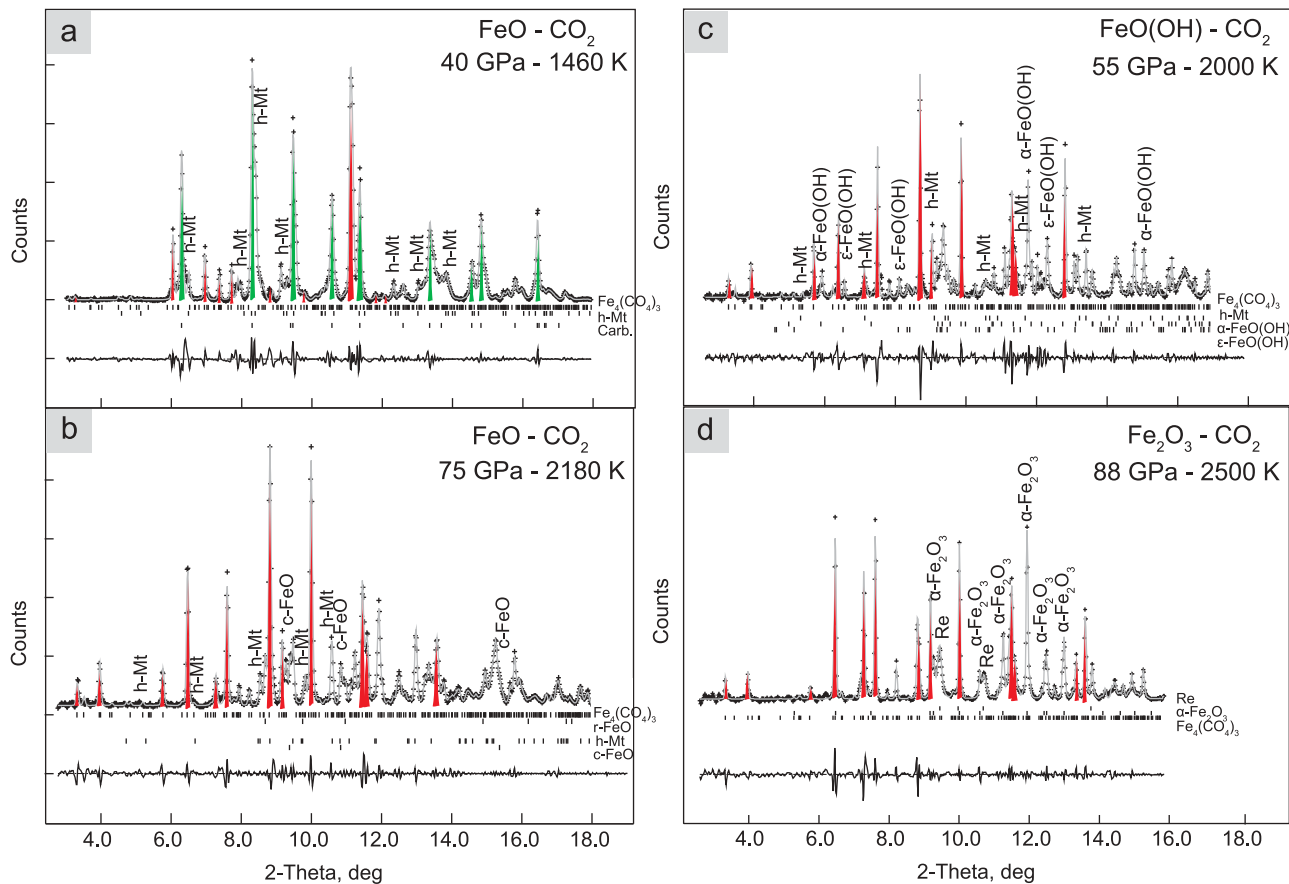 a
FeO - CO₂
40 GPa - 1460 K
Counts
h-Mt
h-Mt
h-Mt
h-Mt
h-Mt
h-Mt
h-Mt
Fe₄(CO₄)₃
h-Mt
Carb.
b
FeO - CO₂
75 GPa - 2180 K
Counts
h-Mt
h-Mt
h-Mt
c-FeO
h-Mt
h-Mt
c-FeO
c-FeO
Fe₄(CO₄)₃
r-FeO
h-Mt
c-FeO
4.0 6.0 8.0 10.0 12.0 14.0 16.0 18.0
2-Theta, deg
c
FeO(OH) - CO₂
55 GPa - 2000 K
Counts
h-Mt
α-FeO(OH)
ε-FeO(OH)
h-Mt
ε-FeO(OH)
h-Mt
h-Mt
h-Mt
α-FeO(OH)
ε-FeO(OH)
h-Mt
α-FeO(OH)
Fe₄(CO₄)₃
h-Mt
α-FeO(OH)
ε-FeO(OH)
d
Fe₂O₃ - CO₂
88 GPa - 2500 K
Counts
α-Fe₂O₃
Re
α-Fe₂O₃
Re
α-Fe₂O₃
α-Fe₂O₃
α-Fe₂O₃
α-Fe₂O₃
Re
α-Fe₂O₃
Fe₄(CO₄)₃
4.0 6.0 8.0 10.0 12.0 14.0 16.0 18.0
2-Theta, deg